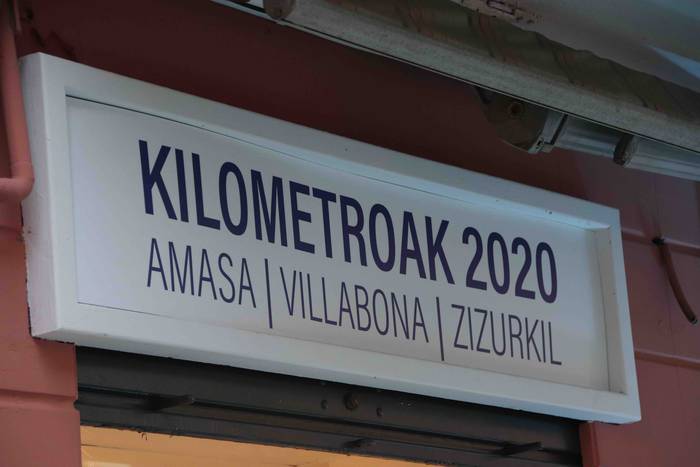 KILOMETROAK 2020
AMASA | VILLABONA | ZIZURKIL